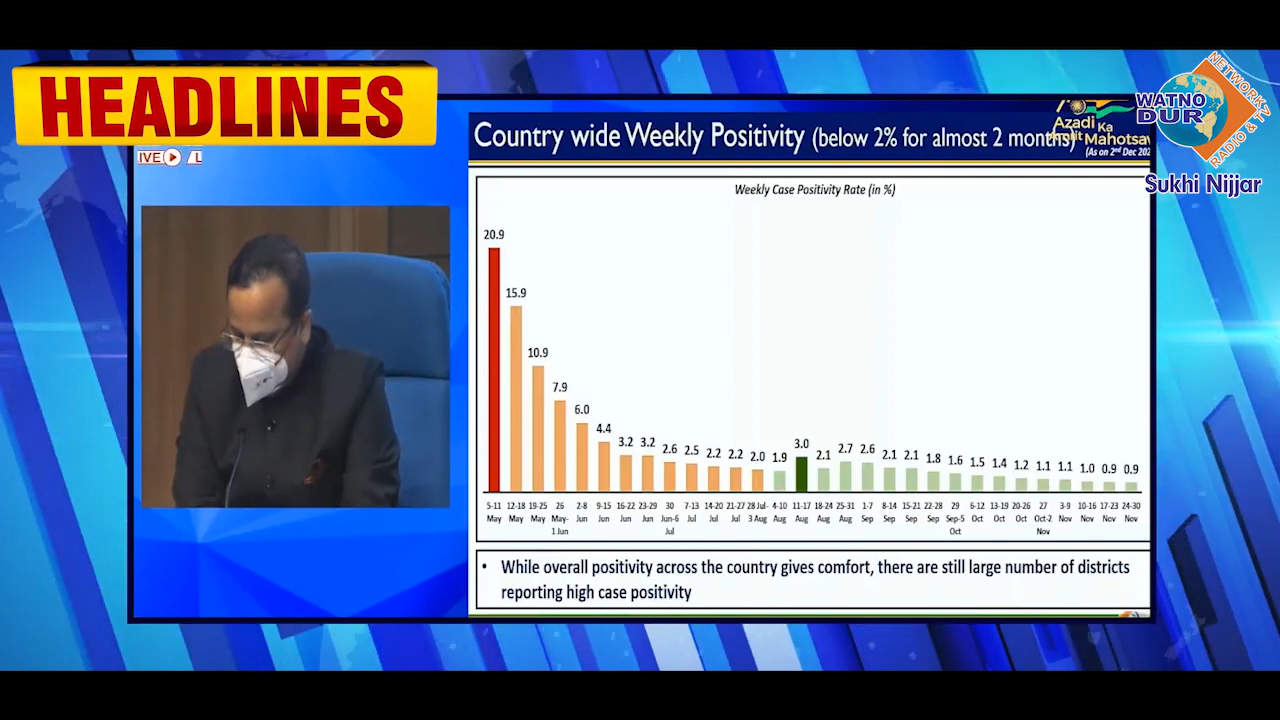 HEADLINES
NETWORK
RADIO & TV
WATNO
DUR
Sukhi Nijjar
IVE
Country wide Weekly Positivity (below 2% for almost 2 months)
Azadi Ka
Amrit Mahotsav
(As on 2nd Dec 202
Weekly Case Positivity Rate (in %)
20.9 15.9 10.9 7.9 6.0 4.4 3.2 3.2 2.6 2.5 2.2 2.2 2.0 1.9 3.0 2.1 2.7 2.6 2.1 2.1 1.8 1.6 1.5 1.4 1.2 1.1 1.1 1.0 0.9 0.9
5-11 12-18 19-25 26 2-8 9-15 16-22 23-29 30 7-13 14-20 21-27 28 Jul- 4-10 11-17 18-24 25-31 1-7 8-14 15-21 22-28 29 6-12 13-19 20-26 27 3-9 10-16 17-23 24-30
May May May May- Jun Jun Jun Jun Jun-6 Jul Jul Jul 3 Aug Aug Aug Aug Aug Sep Sep Sep Sep Sep-5 Oct Oct Oct Oct-2 Nov Nov Nov Nov
1 Jun Jul Oct Nov
• While overall positivity across the country gives comfort, there are still large number of districts
reporting high case positivity